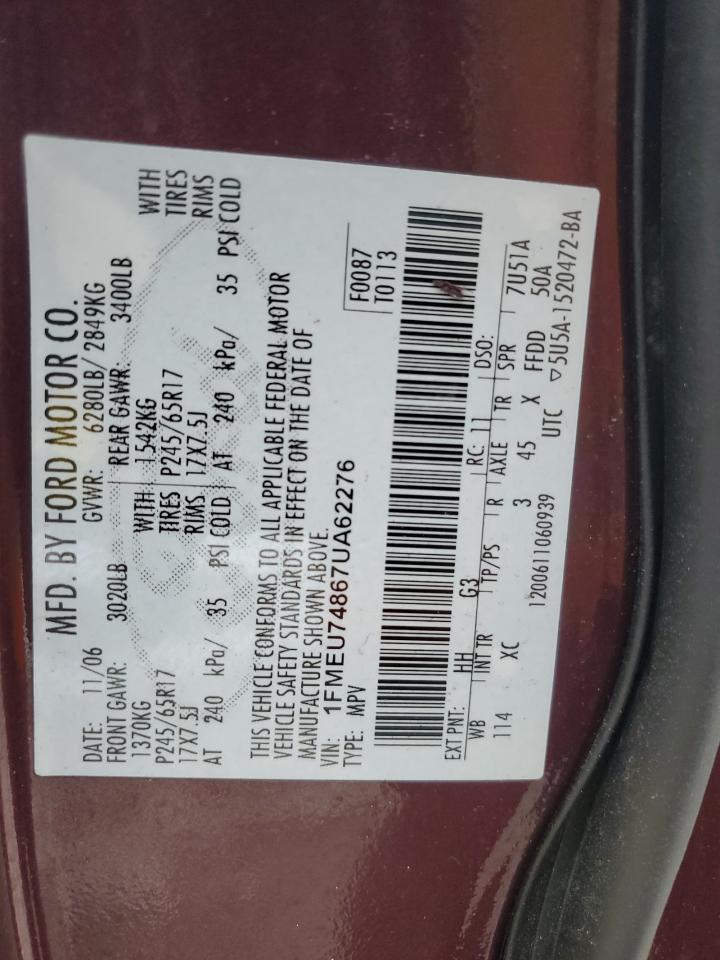 MFD. BY FORD MOTOR CO.
DATE: 11/06 GVWR: 6280LB/ 2849KG
FRONT GAWR: 3020LB REAR GAWR: 3400LB
1370KG WITH 1542KG WITH
P245/65R17 TIRES P245/65R17 TIRES
17X7.5J RIMS 17X7.5J RIMS
AT 240 kPa/ 35 PSI COLD AT 240 kPa/ 35 PSI COLD
THIS VEHICLE CONFORMS TO ALL APPLICABLE FEDERAL MOTOR
VEHICLE SAFETY STANDARDS IN EFFECT ON THE DATE OF
MANUFACTURE SHOWN ABOVE.
VIN: 1FMEU74867UA62276 F0087
TYPE: MPV T0113
EXT PNT: HH G3 RC: 11 DSO:
WB INT TR TP/PS R AXLE TR SPR 7U51A
114 XC 3 45 X FFDD 50A
1200611060939 UTC ▽5U5A-1520472-BA